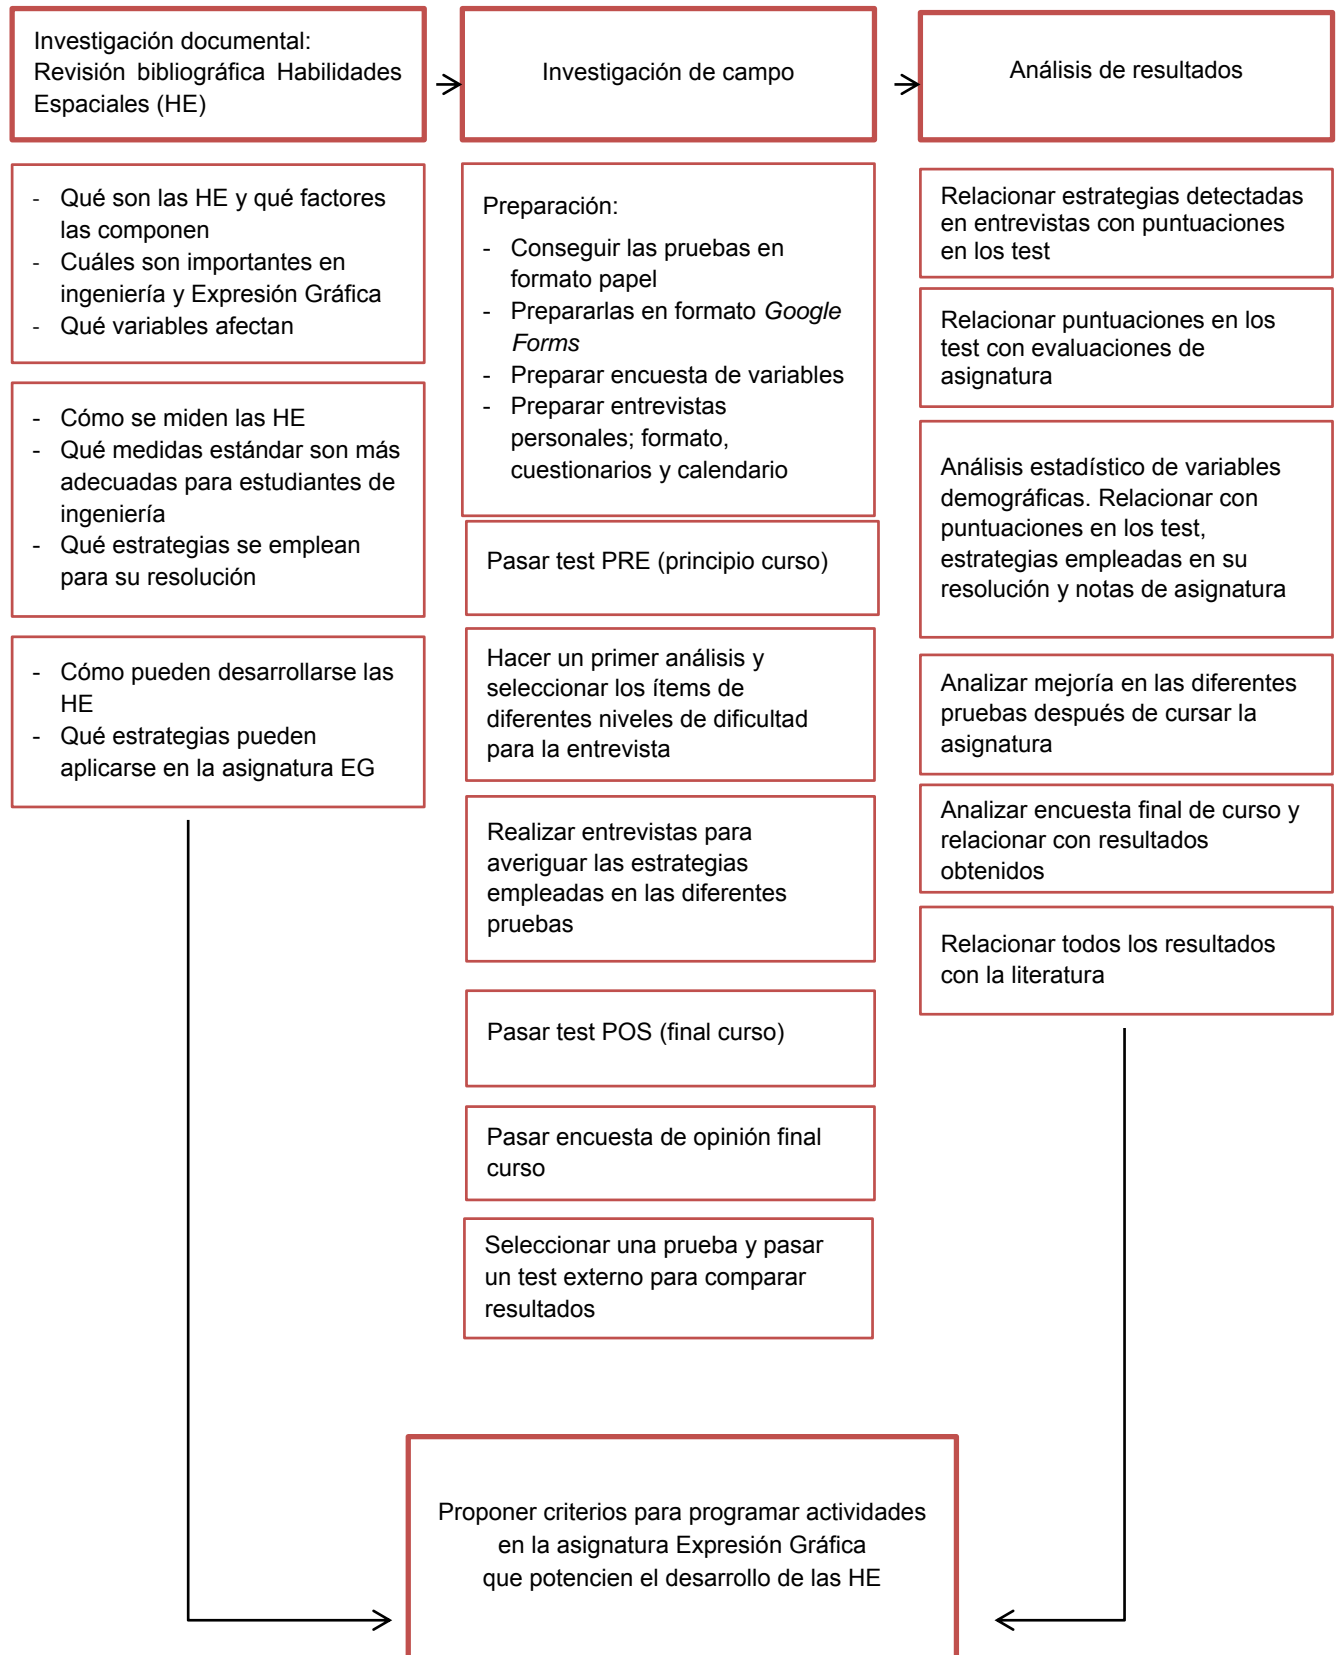 Investigación documental:
Revisión bibliográfica Habilidades
Espaciales (HE)
Investigación de campo
Análisis de resultados
- Qué son las HE y qué factores
las componen
- Cuáles son importantes en
ingeniería y Expresión Gráfica
- Qué variables afectan
- Cómo se miden las HE
- Qué medidas estándar son más
adecuadas para estudiantes de
ingeniería
- Qué estrategias se emplean
para su resolución
- Cómo pueden desarrollarse las
HE
- Qué estrategias pueden
aplicarse en la asignatura EG
Preparación:
- Conseguir las pruebas en
formato papel
- Prepararlas en formato Google
Forms
- Preparar encuesta de variables
- Preparar entrevistas
personales; formato,
cuestionarios y calendario
Pasar test PRE (principio curso)
Hacer un primer análisis y
seleccionar los ítems de
diferentes niveles de dificultad
para la entrevista
Realizar entrevistas para
averiguar las estrategias
empleadas en las diferentes
pruebas
Pasar test POS (final curso)
Pasar encuesta de opinión final
curso
Seleccionar una prueba y pasar
un test externo para comparar
resultados
Relacionar estrategias detectadas
en entrevistas con puntuaciones
en los test
Relacionar puntuaciones en los
test con evaluaciones de
asignatura
Análisis estadístico de variables
demográficas. Relacionar con
puntuaciones en los test,
estrategias empleadas en su
resolución y notas de asignatura
Analizar mejoría en las diferentes
pruebas después de cursar la
asignatura
Analizar encuesta final de curso y
relacionar con resultados
obtenidos
Relacionar todos los resultados
con la literatura
Proponer criterios para programar actividades
en la asignatura Expresión Gráfica
que potencien el desarrollo de las HE